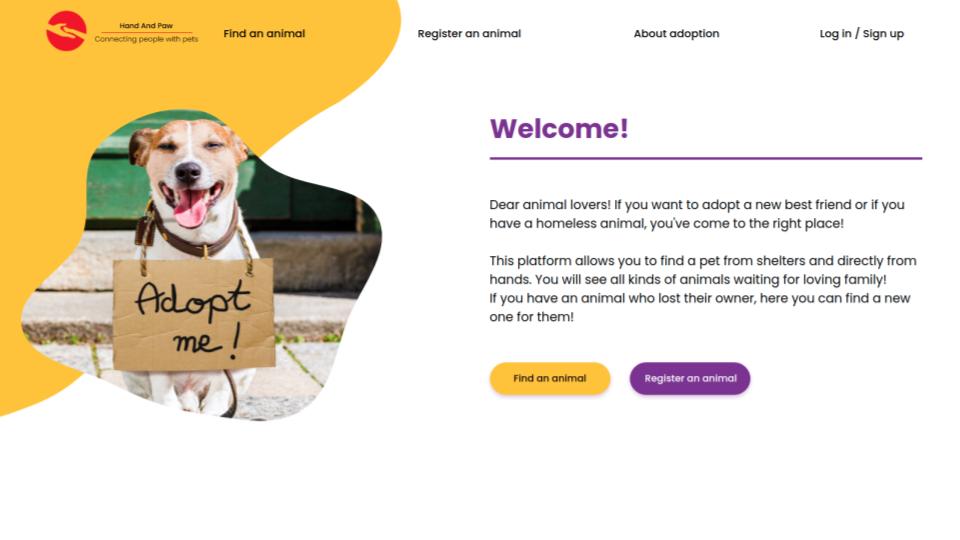 Hand And Paw
Connecting people with pets
Find an animal
Register an animal
About adoption
Log in / Sign up
Welcome!
Dear animal lovers! If you want to adopt a new best friend or if you
have a homeless animal, you've come to the right place!
This platform allows you to find a pet from shelters and directly from
hands. You will see all kinds of animals waiting for loving family!
If you have an animal who lost their owner, here you can find a new
one for them!
Adopt
me!
Find an animal
Register an animal